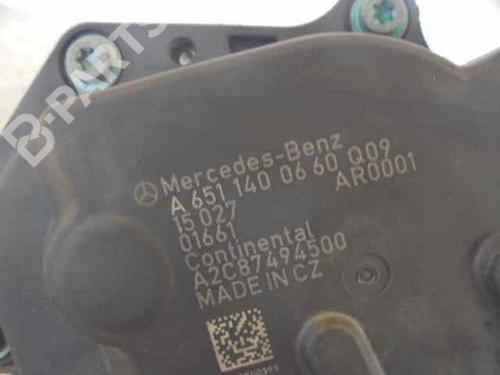 B-PARTS
Mercedes-Benz
A 651 140 06 60 Q09
15 027 AR0001
01661
Continental
A2C87494500
MADE IN CZ